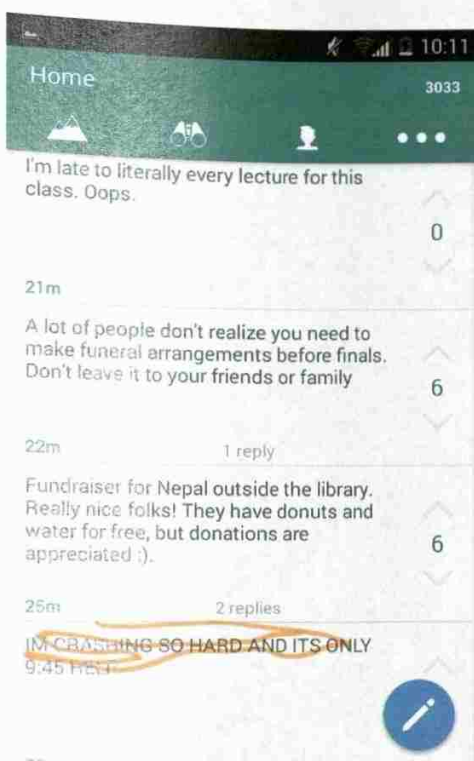 10:11
Home
3033
I'm late to literally every lecture for this
class. Oops.
0
21m
A lot of people don't realize you need to
make funeral arrangements before finals.
Don't leave it to your friends or family
6
22m 1 reply
Fundraiser for Nepal outside the library.
Really nice folks! They have donuts and
water for free, but donations are
appreciated :).
6
25m 2 replies
IM CRASHING SO HARD AND ITS ONLY
9:45